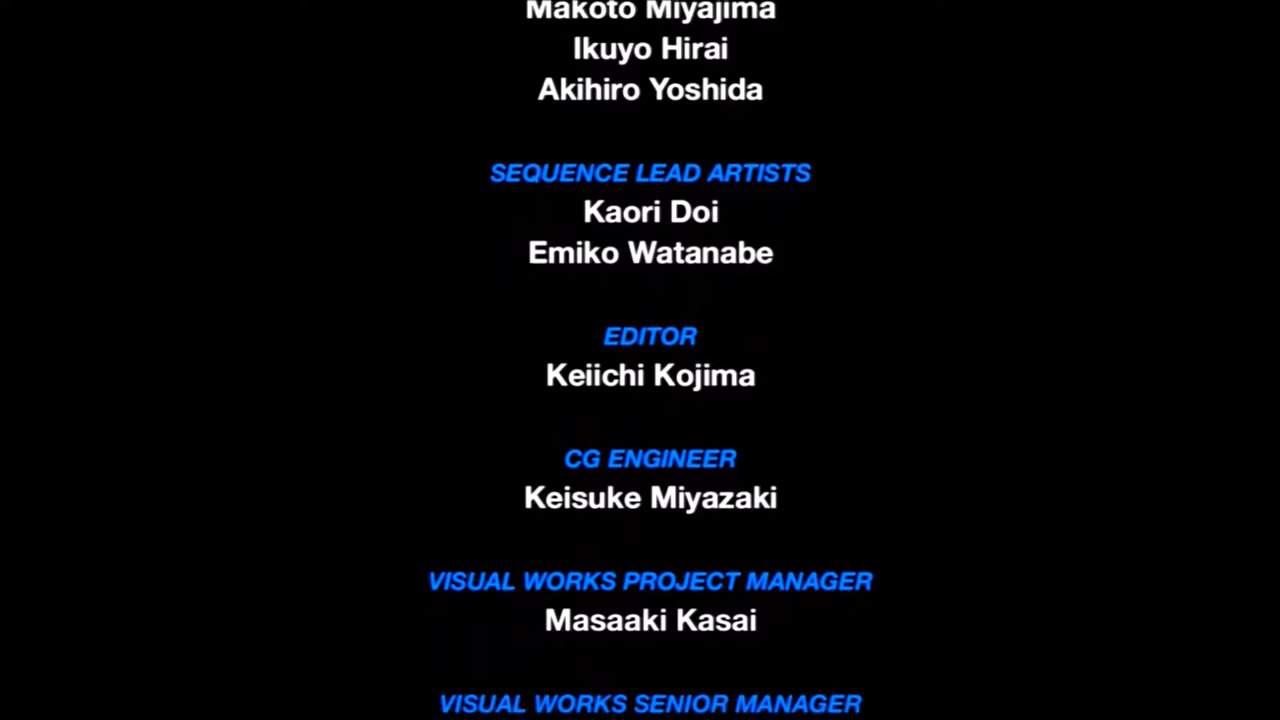 Makoto Miyajima
Ikuyo Hirai
Akihiro Yoshida
SEQUENCE LEAD ARTISTS
Kaori Doi
Emiko Watanabe
EDITOR
Keiichi Kojima
CG ENGINEER
Keisuke Miyazaki
VISUAL WORKS PROJECT MANAGER
Masaaki Kasai
VISUAL WORKS SENIOR MANAGER